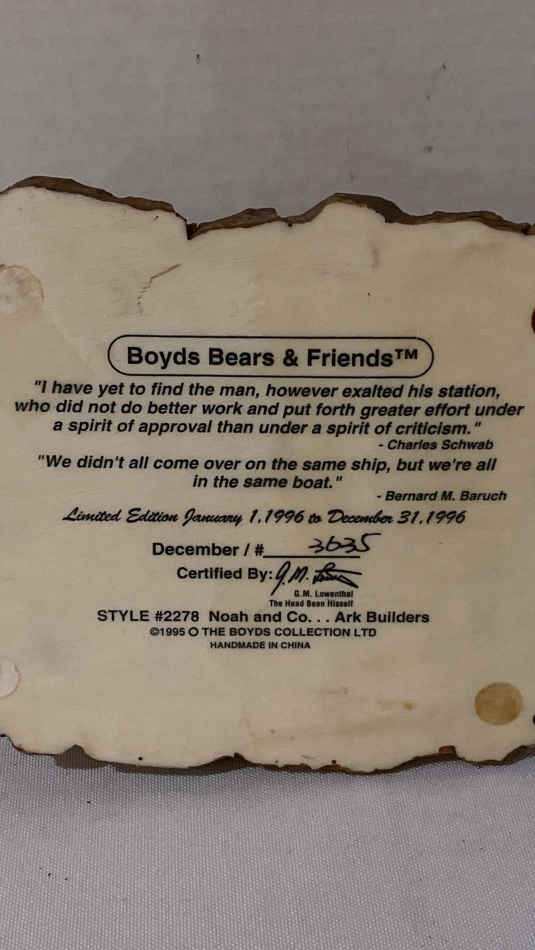 Boyds Bears & Friends™
"I have yet to find the man, however exalted his station,
who did not do better work and put forth greater effort under
a spirit of approval than under a spirit of criticism."
- Charles Schwab
"We didn't all come over on the same ship, but we're all
in the same boat."
- Bernard M. Baruch
Limited Edition January 1, 1996 to December 31, 1996
December / # 3635
Certified By: G.M.
G.M. Lowenthal
The Head Bean Hisself
STYLE #2278 Noah and Co. . . Ark Builders
©1995 THE BOYDS COLLECTION LTD
HANDMADE IN CHINA